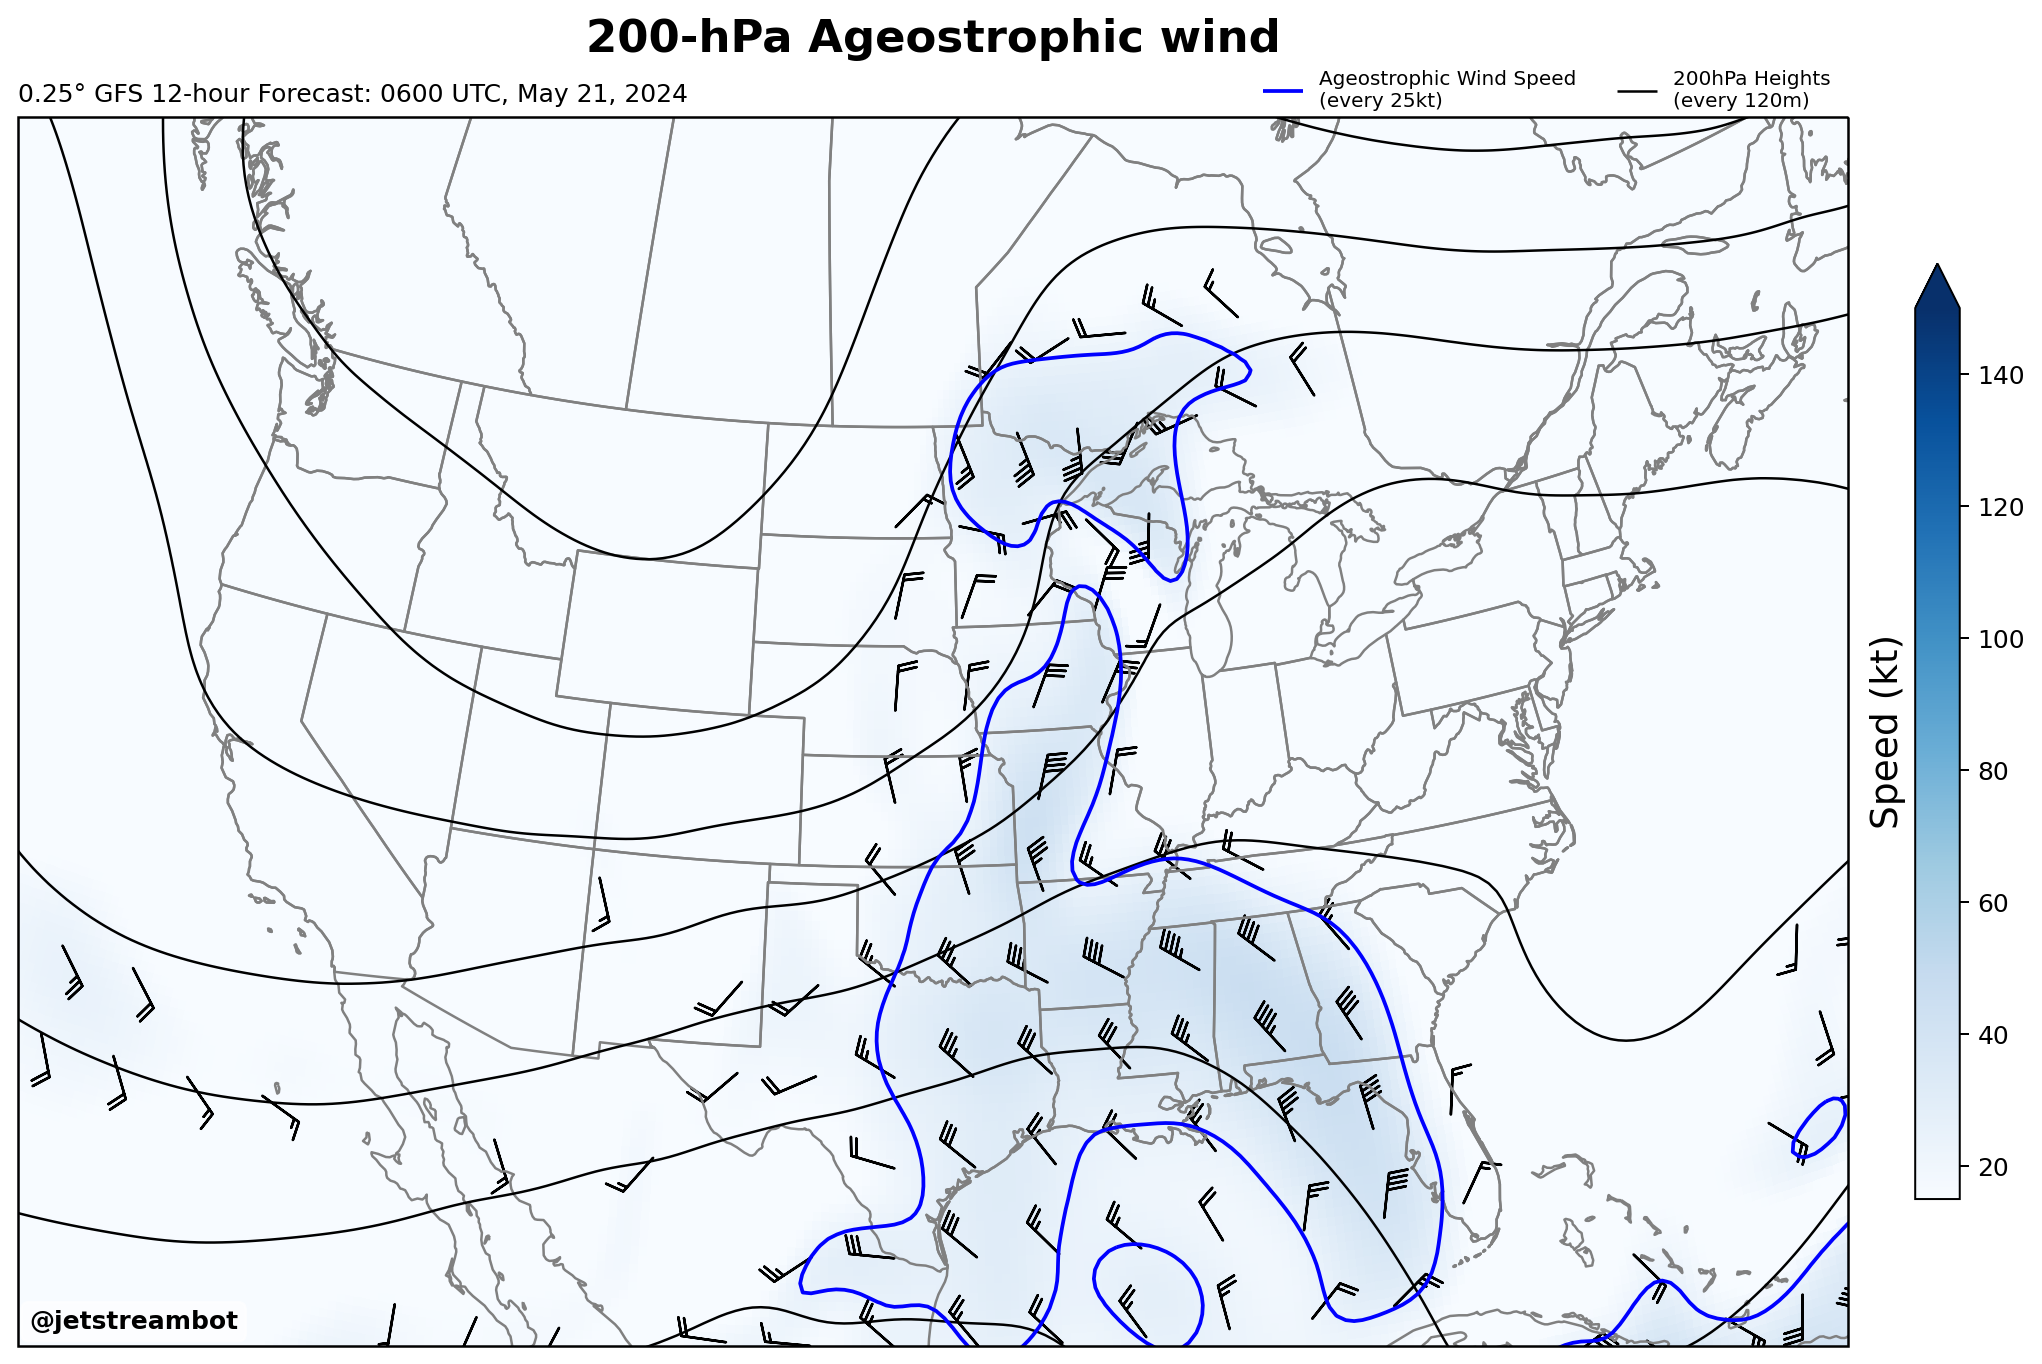 200-hPa Ageostrophic wind
0.25° GFS 12-hour Forecast: 0600 UTC, May 21, 2024
Ageostrophic Wind Speed
(every 25kt)
200hPa Heights
(every 120m)
140
120
100
80
60
40
20
Speed (kt)
@jetstreambot